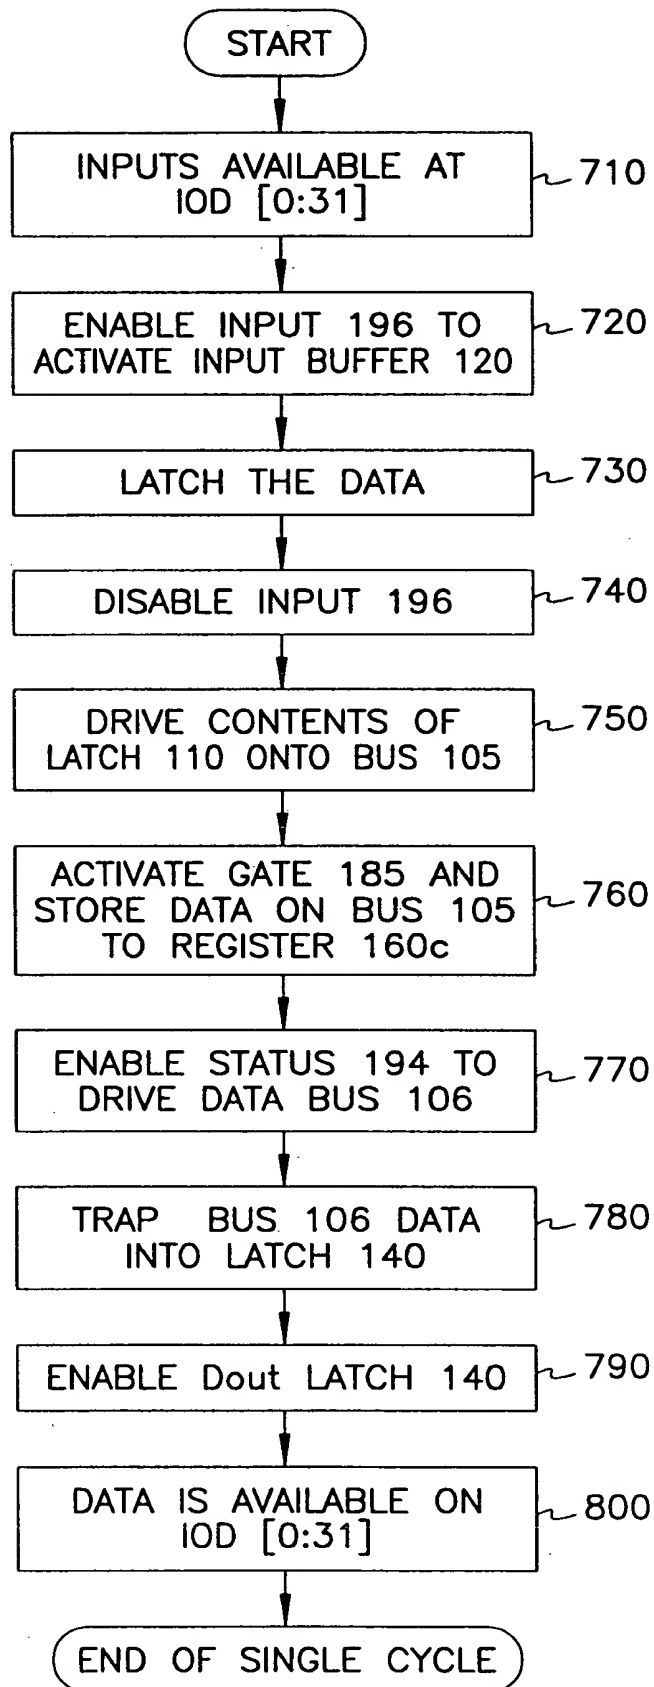 START
INPUTS AVAILABLE AT
IOD [0:31]
710
ENABLE INPUT 196 TO
ACTIVATE INPUT BUFFER 120
720
LATCH THE DATA
730
DISABLE INPUT 196
740
DRIVE CONTENTS OF
LATCH 110 ONTO BUS 105
750
ACTIVATE GATE 185 AND
STORE DATA ON BUS 105
TO REGISTER 160c
760
ENABLE STATUS 194 TO
DRIVE DATA BUS 106
770
TRAP BUS 106 DATA
INTO LATCH 140
780
ENABLE Dout LATCH 140
790
DATA IS AVAILABLE ON
IOD [0:31]
800
END OF SINGLE CYCLE